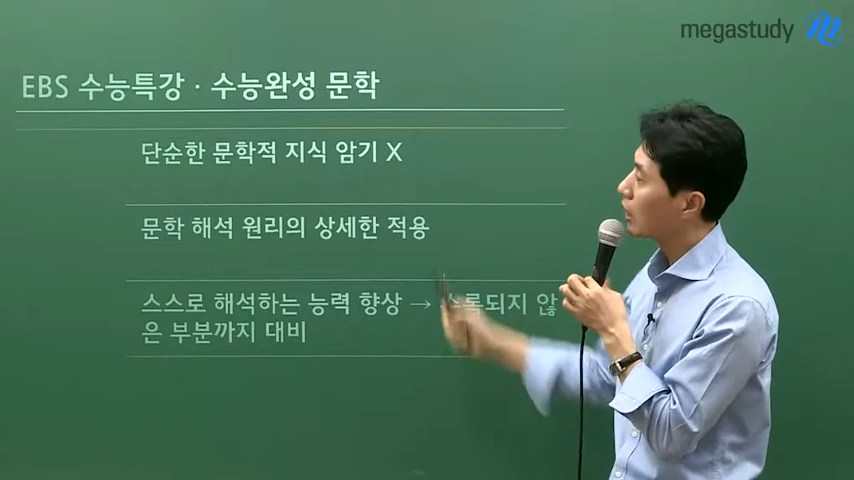 megastudy
EBS 수능특강 · 수능완성 문학
단순한 문학적 지식 암기 X
문학 해석 원리의 상세한 적용
스스로 해석하는 능력 향상 → 수록되지 않
은 부분까지 대비